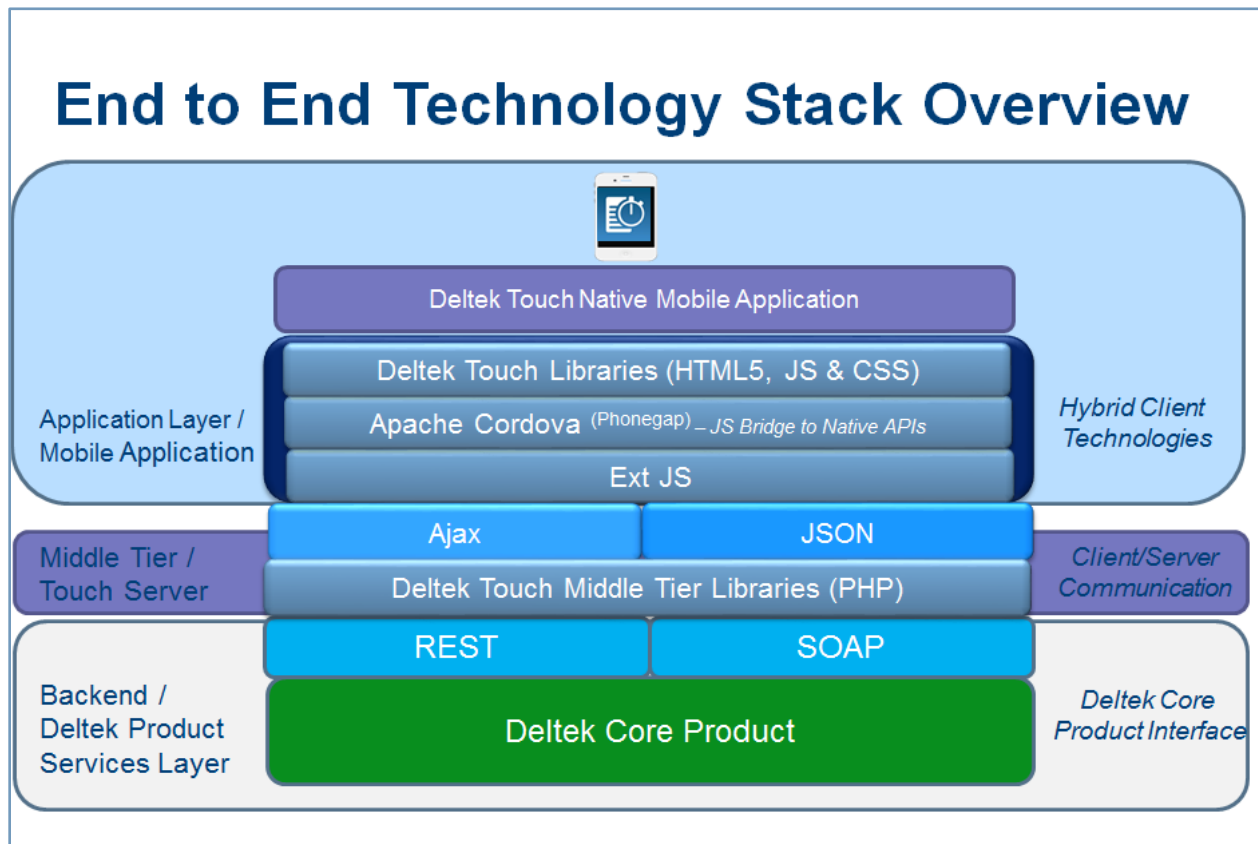 End to End Technology Stack Overview
Deltek Touch Native Mobile Application
Deltek Touch Libraries (HTML5, JS & CSS)
Application Layer /
Mobile Application
Apache Cordova (Phonegap) – JS Bridge to Native APIs
Hybrid Client
Technologies
Ext JS
Ajax
JSON
Middle Tier /
Touch Server
Deltek Touch Middle Tier Libraries (PHP)
Client/Server
Communication
REST
SOAP
Backend /
Deltek Product
Services Layer
Deltek Core Product
Deltek Core
Product Interface